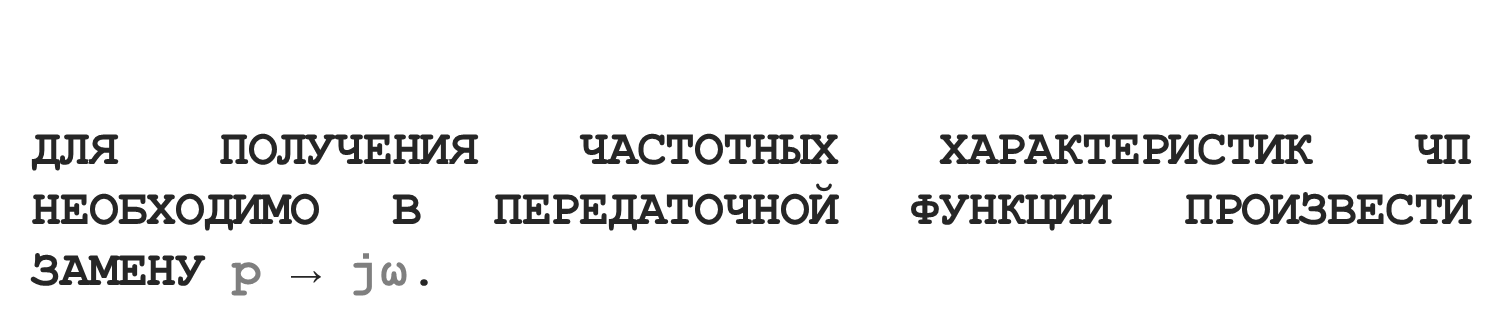 ДЛЯ ПОЛУЧЕНИЯ ЧАСТОТНЫХ ХАРАКТЕРИСТИК ЧП
НЕОБХОДИМО В ПЕРЕДАТОЧНОЙ ФУНКЦИИ ПРОИЗВЕСТИ
ЗАМЕНУ p → jω.